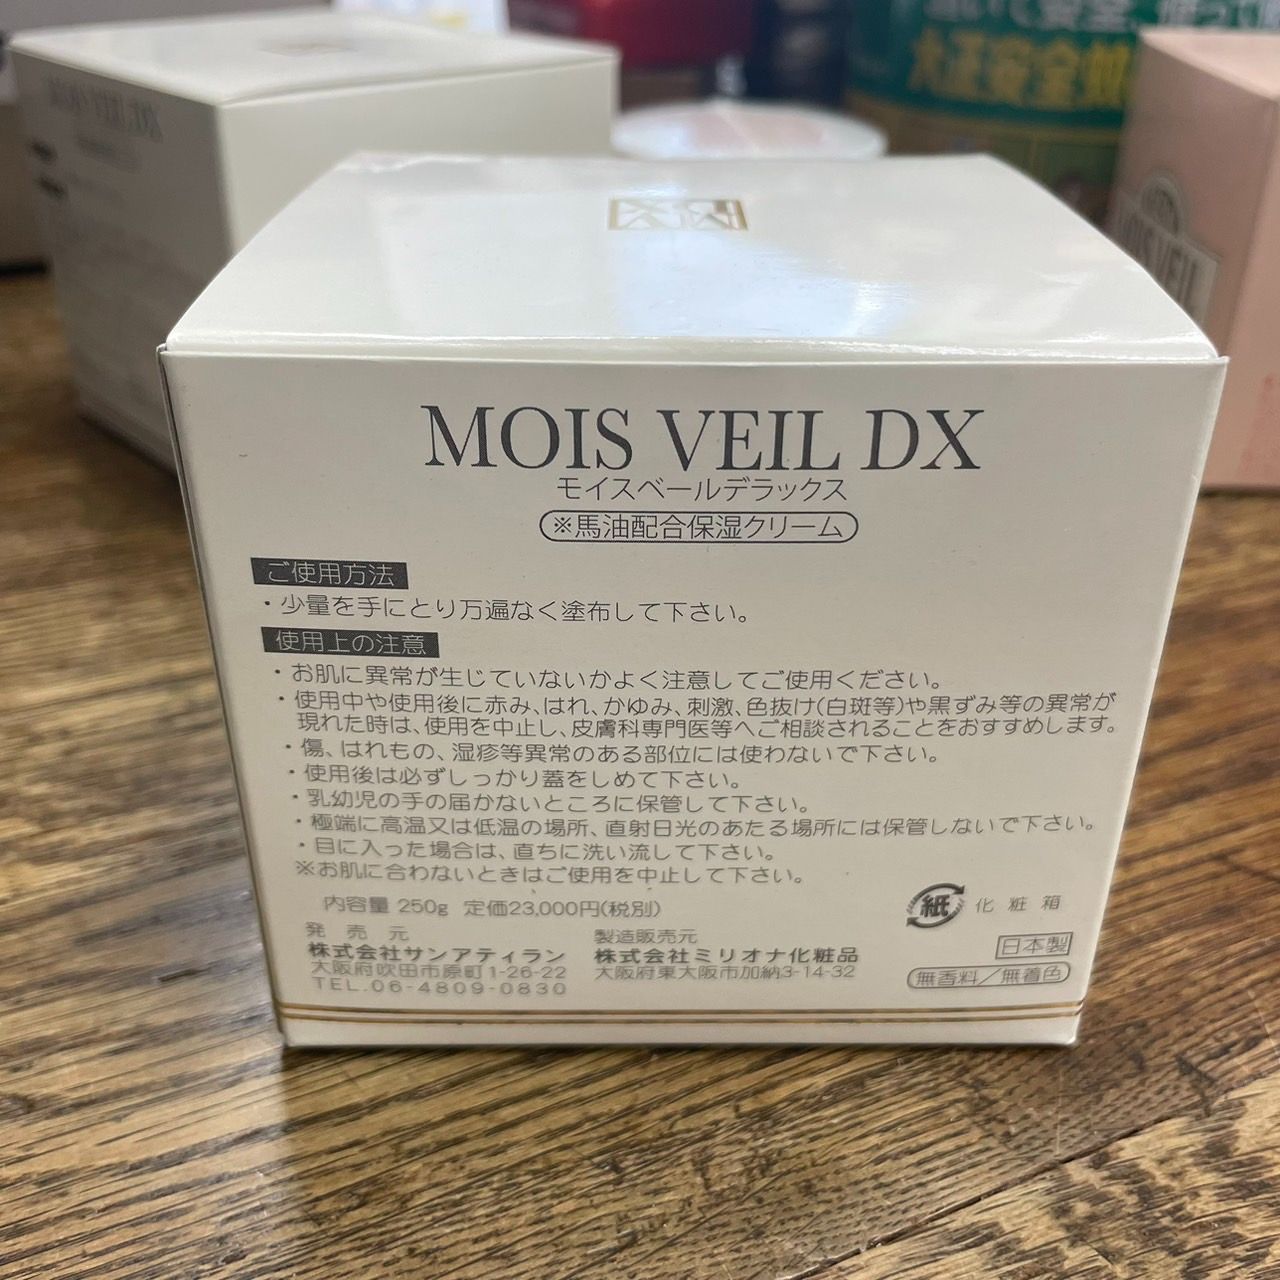 追いて安全、
大正安全蚊
MOIS VEIL DX
MOIS VEIL
MOIS VEIL DX
モイスベールデラックス
※馬油配合保湿クリーム
ご使用方法
・少量を手にとり万遍なく塗布して下さい。
使用上の注意
・お肌に異常が生じていないかよく注意してご使用ください。
・使用中や使用後に赤み、はれ、かゆみ、刺激、色抜け(白斑等)や黒ずみ等の異常が
現れた時は、使用を中止し、皮膚科専門医等へご相談されることをおすすめします。
・傷、はれもの、湿疹等異常のある部位には使わないで下さい。
・使用後は必ずしっかり蓋をしめて下さい。
・乳幼児の手の届かないところに保管して下さい。
・極端に高温又は低温の場所、直射日光のあたる場所には保管しないで下さい。
・目に入った場合は、直ちに洗い流して下さい。
※お肌に合わないときはご使用を中止して下さい。
内容量 250g 定価23,000円(税別)
発売元
株式会社サンアティラン
大阪府吹田市原町1-26-22
TEL.06-4809-0830
製造販売元
株式会社ミリオナ化粧品
大阪府東大阪市加納3-14-32
紙 化粧箱
日本製
無香料/無着色